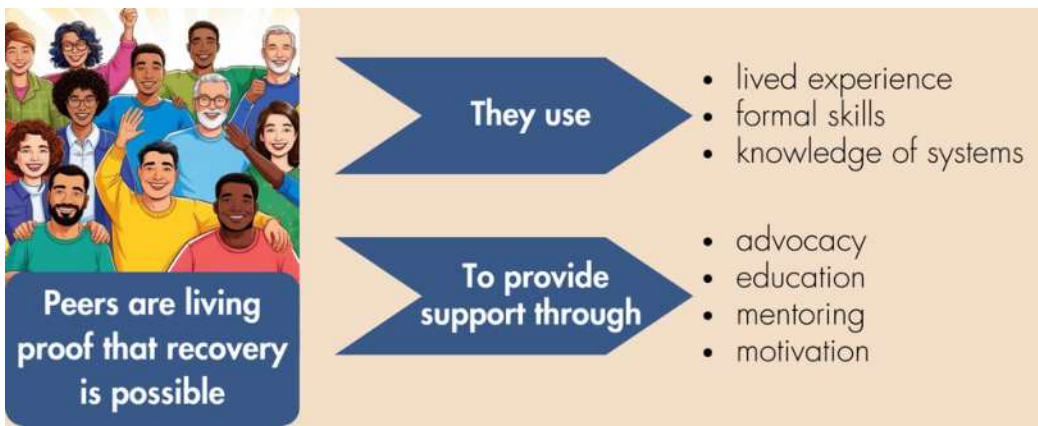 Peers are living
proof that recovery
is possible
They use
• lived experience
• formal skills
• knowledge of systems
To provide
support through
• advocacy
• education
• mentoring
• motivation